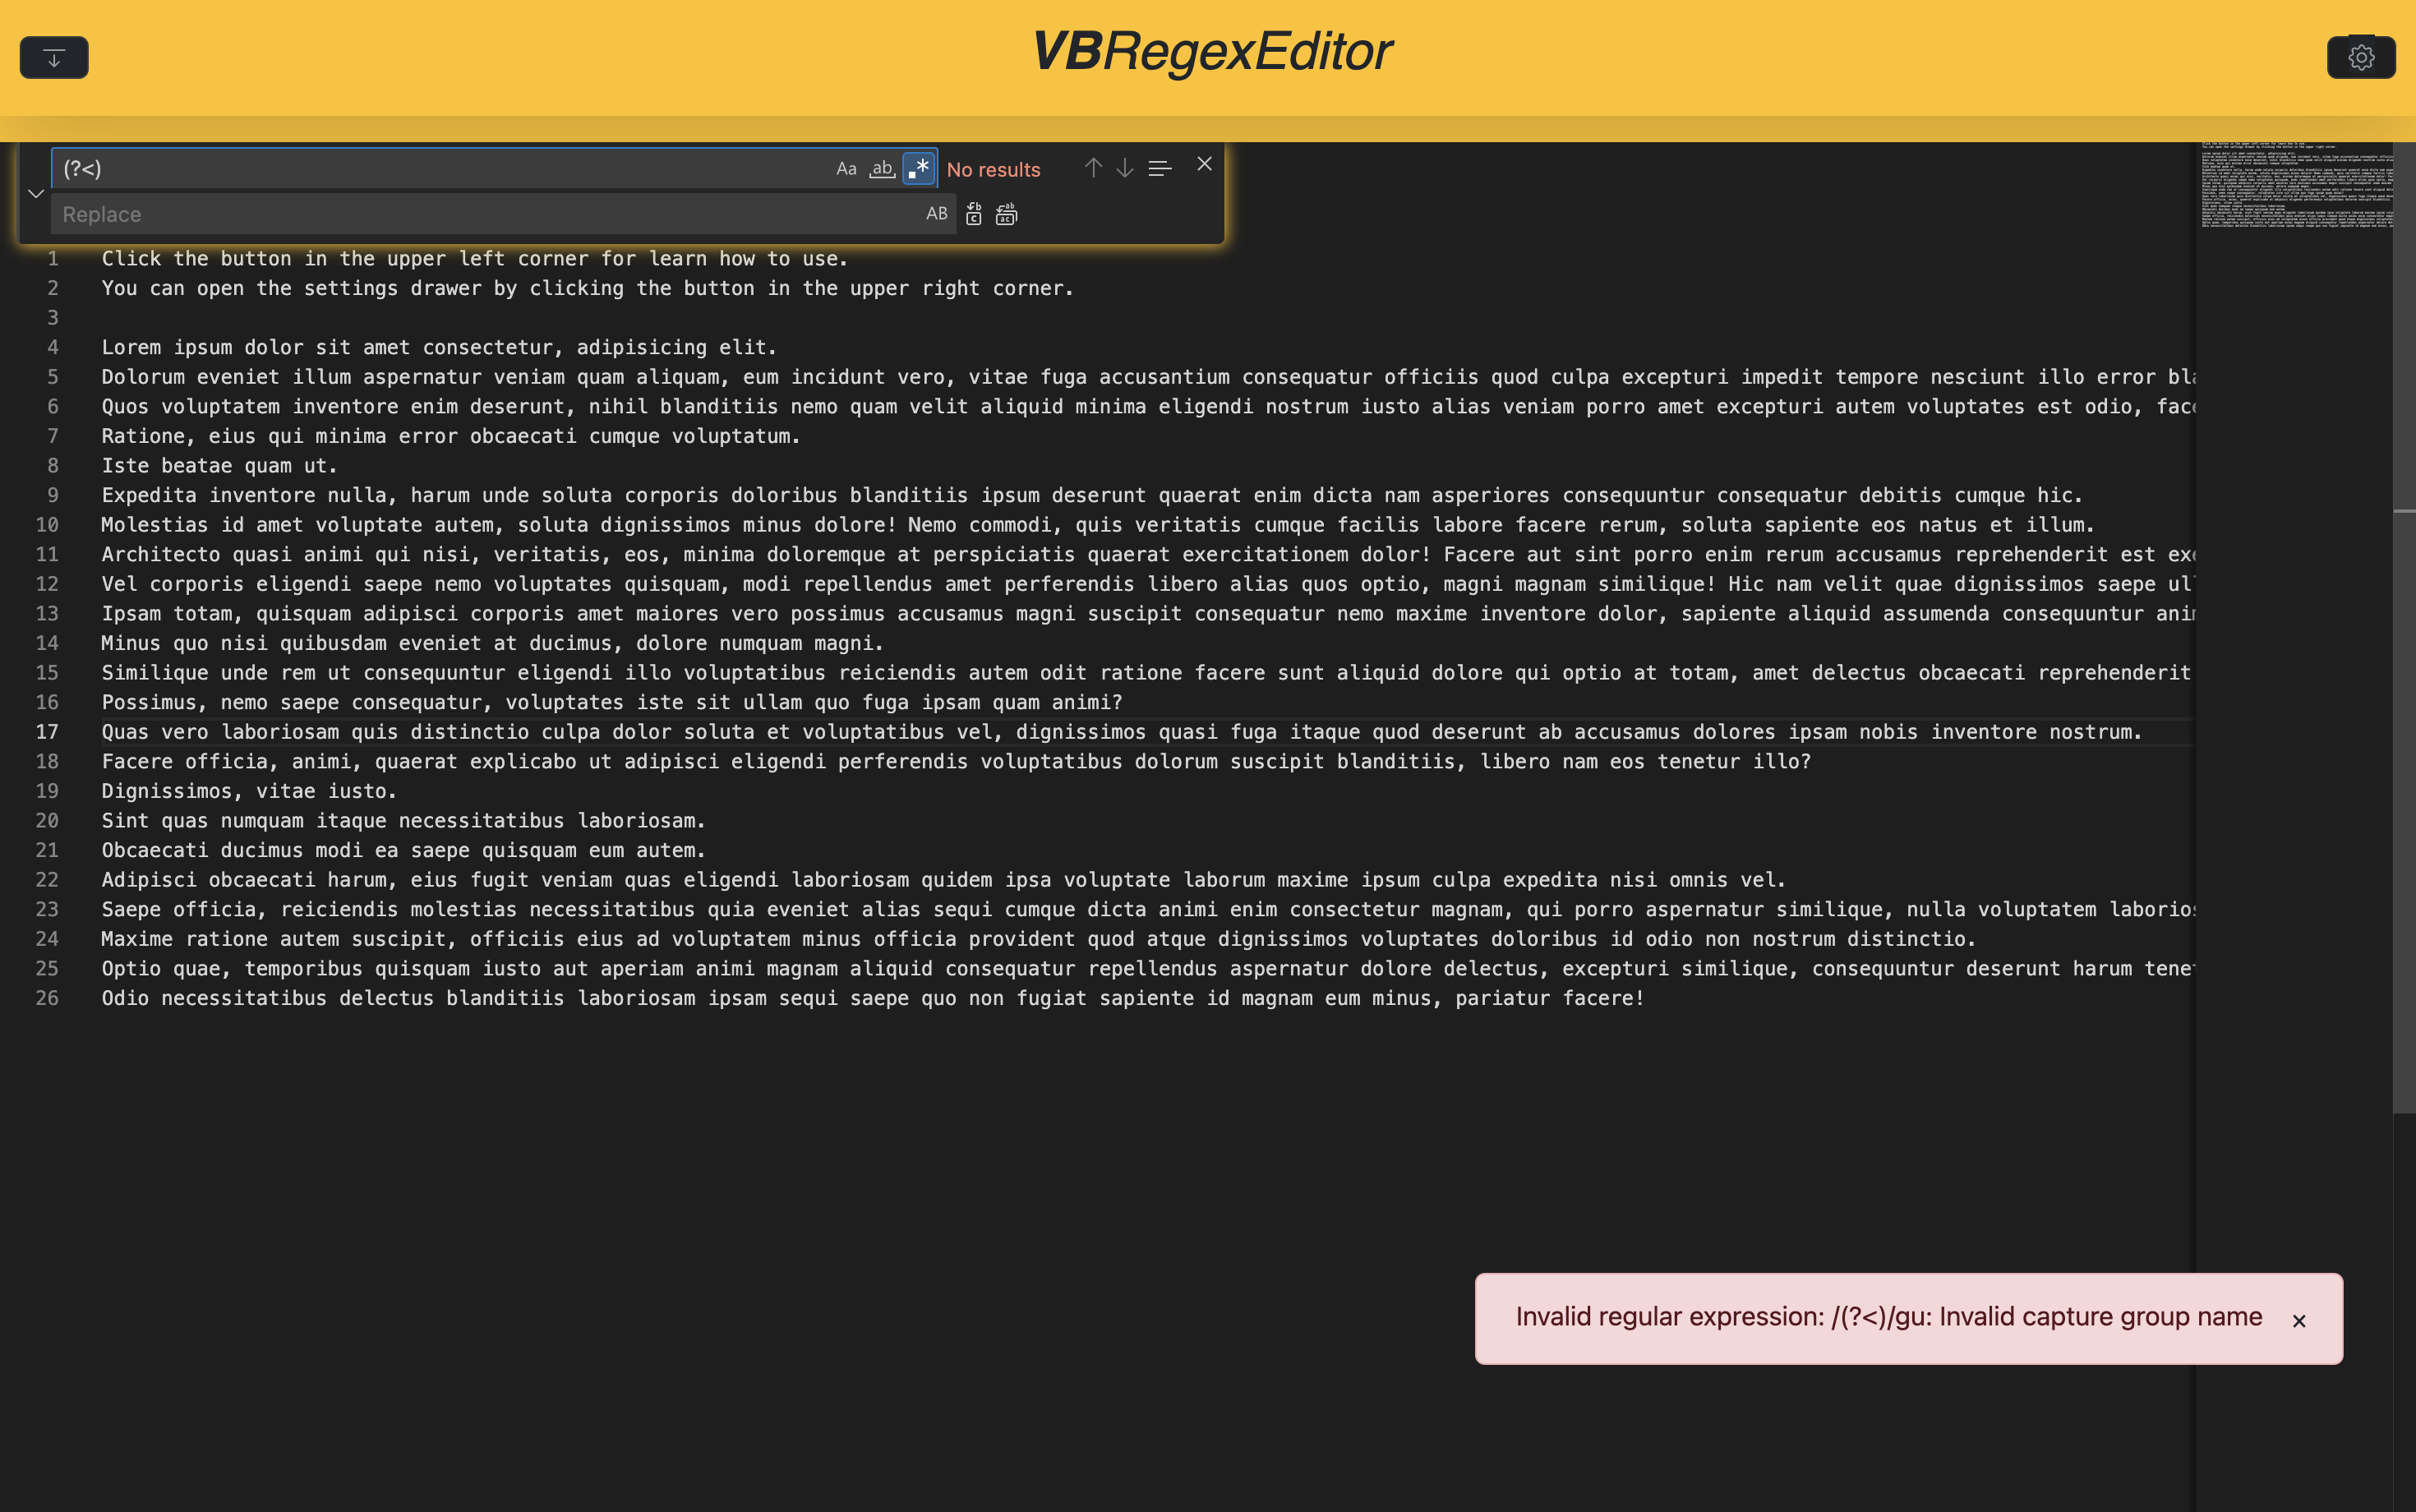 VBRegexEditor
(?<)
Aa
ab
.*
No results
Replace
AB
1 Click the button in the upper left corner for learn how to use.
2 You can open the settings drawer by clicking the button in the upper right corner.
3
4 Lorem ipsum dolor sit amet consectetur, adipisicing elit.
5 Dolorum eveniet illum aspernatur veniam quam aliquam, eum incidunt vero, vitae fuga accusantium consequatur officiis quod culpa excepturi impedit tempore nesciunt illo error bla
6 Quos voluptatem inventore enim deserunt, nihil blanditiis nemo quam velit aliquid minima eligendi nostrum iusto alias veniam porro amet excepturi autem voluptates est odio, face
7 Ratione, eius qui minima error obcaecati cumque voluptatum.
8 Iste beatae quam ut.
9 Expedita inventore nulla, harum unde soluta corporis doloribus blanditiis ipsum deserunt quaerat enim dicta nam asperiores consequuntur consequatur debitis cumque hic.
10 Molestias id amet voluptate autem, soluta dignissimos minus dolore! Nemo commodi, quis veritatis cumque facilis labore facere rerum, soluta sapiente eos natus et illum.
11 Architecto quasi animi qui nisi, veritatis, eos, minima doloremque at perspiciatis quaerat exercitationem dolor! Facere aut sint porro enim rerum accusamus reprehenderit est exe
12 Vel corporis eligendi saepe nemo voluptates quisquam, modi repellendus amet perferendis libero alias quos optio, magni magnam similique! Hic nam velit quae dignissimos saepe ull
13 Ipsam totam, quisquam adipisci corporis amet maiores vero possimus accusamus magni suscipit consequatur nemo maxime inventore dolor, sapiente aliquid assumenda consequuntur anim
14 Minus quo nisi quibusdam eveniet at ducimus, dolore numquam magni.
15 Similique unde rem ut consequuntur eligendi illo voluptatibus reiciendis autem odit ratione facere sunt aliquid dolore qui optio at totam, amet delectus obcaecati reprehenderit
16 Possimus, nemo saepe consequatur, voluptates iste sit ullam quo fuga ipsam quam animi?
17 Quas vero laboriosam quis distinctio culpa dolor soluta et voluptatibus vel, dignissimos quasi fuga itaque quod deserunt ab accusamus dolores ipsam nobis inventore nostrum.
18 Facere officia, animi, quaerat explicabo ut adipisci eligendi perferendis voluptatibus dolorum suscipit blanditiis, libero nam eos tenetur illo?
19 Dignissimos, vitae iusto.
20 Sint quas numquam itaque necessitatibus laboriosam.
21 Obcaecati ducimus modi ea saepe quisquam eum autem.
22 Adipisci obcaecati harum, eius fugit veniam quas eligendi laboriosam quidem ipsa voluptate laborum maxime ipsum culpa expedita nisi omnis vel.
23 Saepe officia, reiciendis molestias necessitatibus quia eveniet alias sequi cumque dicta animi enim consectetur magnam, qui porro aspernatur similique, nulla voluptatem laborios
24 Maxime ratione autem suscipit, officiis eius ad voluptatem minus officia provident quod atque dignissimos voluptates doloribus id odio non nostrum distinctio.
25 Optio quae, temporibus quisquam iusto aut aperiam animi magnam aliquid consequatur repellendus aspernatur dolore delectus, excepturi similique, consequuntur deserunt harum tenet
26 Odio necessitatibus delectus blanditiis laboriosam ipsam sequi saepe quo non fugiat sapiente id magnam eum minus, pariatur facere!
Invalid regular expression: /(?<)/gu: Invalid capture group name